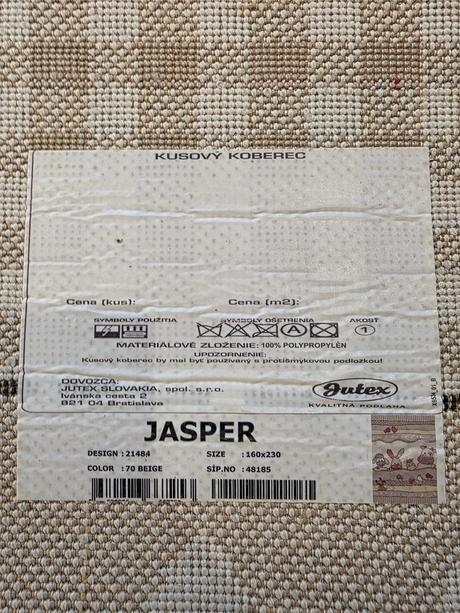 KUSOVÝ KOBEREC
Cena (kus): Cena (m2):
SYMBOLY POUŽITIA SYMBOLY OŠETRENIA AKOSŤ
A 1
MATERIÁLOVÉ ZLOŽENIE: 100% POLYPROPYLÉN
UPOZORNENIE:
Kusový koberec by mal byť používaný s protišmykovou podložkou!
DOVOZCA:
JUTEX SLOVAKIA, spol. s.r.o.
Ivánska cesta 2
821 04 Bratislava
Jutex
KVALITNÁ PODLAHA
JASPER
DESIGN : 21484 SIZE : 160x230
COLOR : 70 BEIGE SİP.NO : 48185